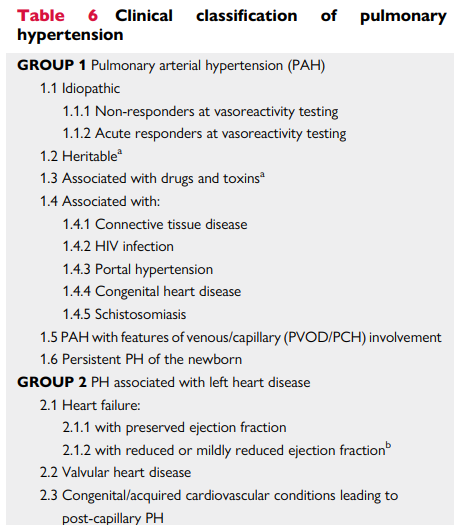 Table 6 Clinical classification of pulmonary
hypertension
GROUP 1 Pulmonary arterial hypertension (PAH)
1.1 Idiopathic
1.1.1 Non-responders at vasoreactivity testing
1.1.2 Acute responders at vasoreactivity testing
1.2 Heritableᵃ
1.3 Associated with drugs and toxinsᵃ
1.4 Associated with:
1.4.1 Connective tissue disease
1.4.2 HIV infection
1.4.3 Portal hypertension
1.4.4 Congenital heart disease
1.4.5 Schistosomiasis
1.5 PAH with features of venous/capillary (PVOD/PCH) involvement
1.6 Persistent PH of the newborn
GROUP 2 PH associated with left heart disease
2.1 Heart failure:
2.1.1 with preserved ejection fraction
2.1.2 with reduced or mildly reduced ejection fractionᵇ
2.2 Valvular heart disease
2.3 Congenital/acquired cardiovascular conditions leading to
post-capillary PH